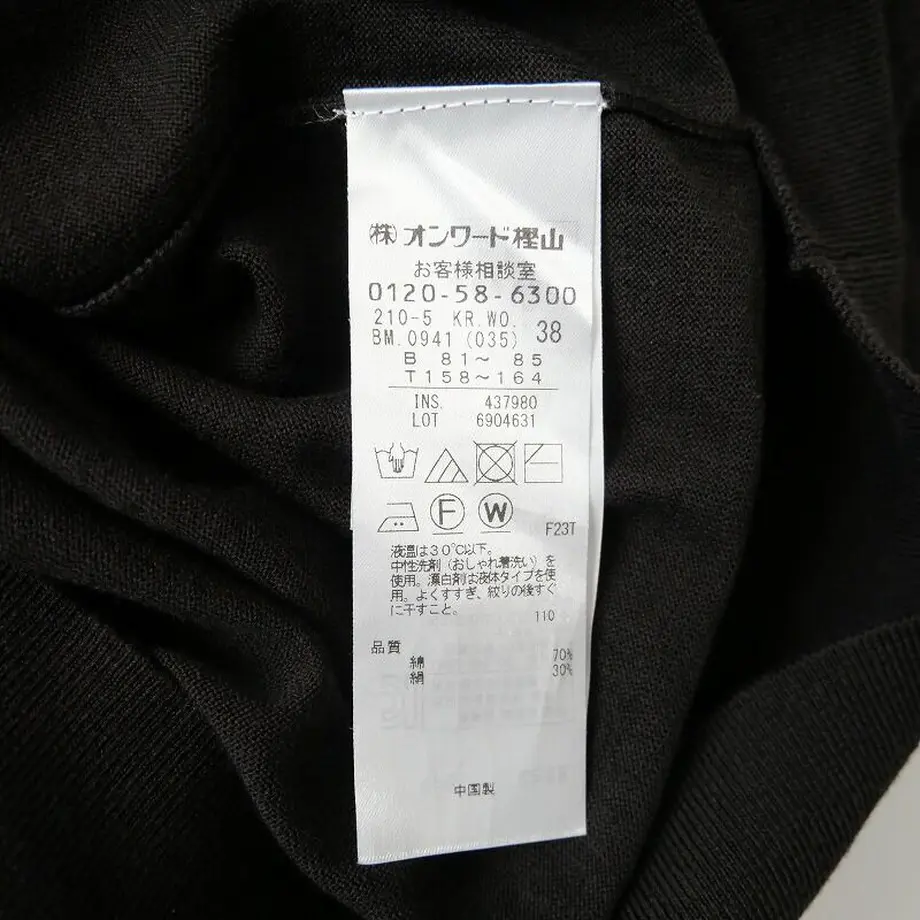 (株)オンワード樫山
お客様相談室
0120-58-6300
210-5 KR.WO. 38
BM.0941 (035)
B 81〜 85
T158〜164
INS. 437980
LOT 6904631
F
W
F23T
液温は30℃以下。
中性洗剤(おしゃれ着洗い)を
使用。漂白剤は液体タイプを使
用。よくすすぎ、絞りの後すぐ
に干すこと。
110
品質
綿 70%
絹 30%
中国製